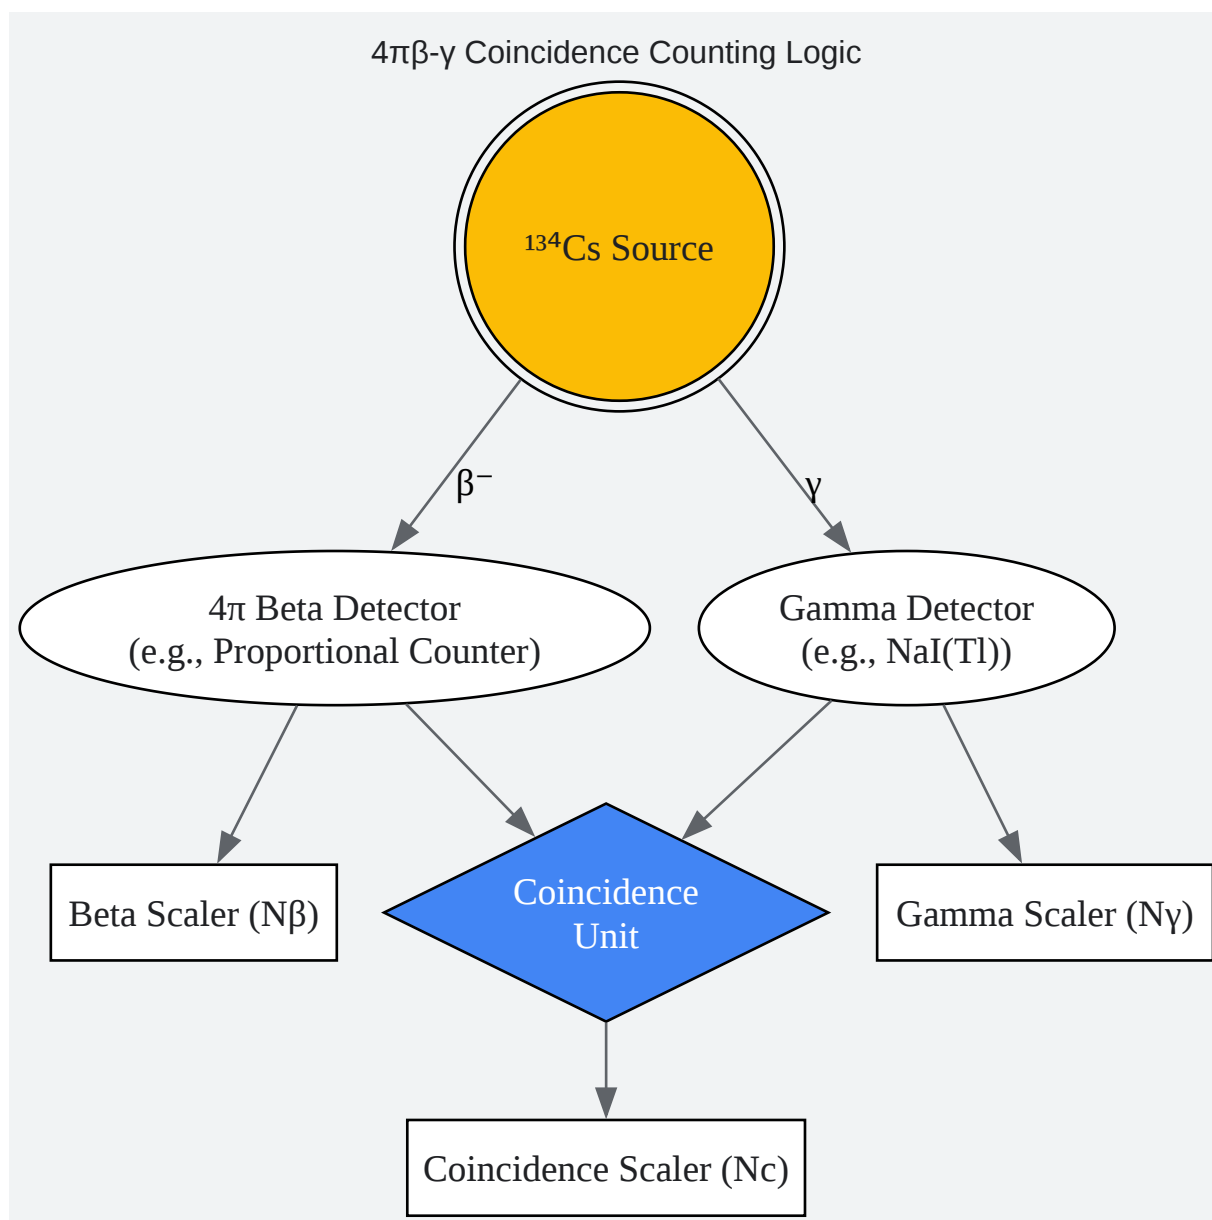 4πβ-γ Coincidence Counting Logic
¹³⁴Cs Source
β⁻
γ
4π Beta Detector
(e.g., Proportional Counter)
Gamma Detector
(e.g., NaI(Tl))
Beta Scaler (Nβ)
Coincidence
Unit
Gamma Scaler (Nγ)
Coincidence Scaler (Nc)